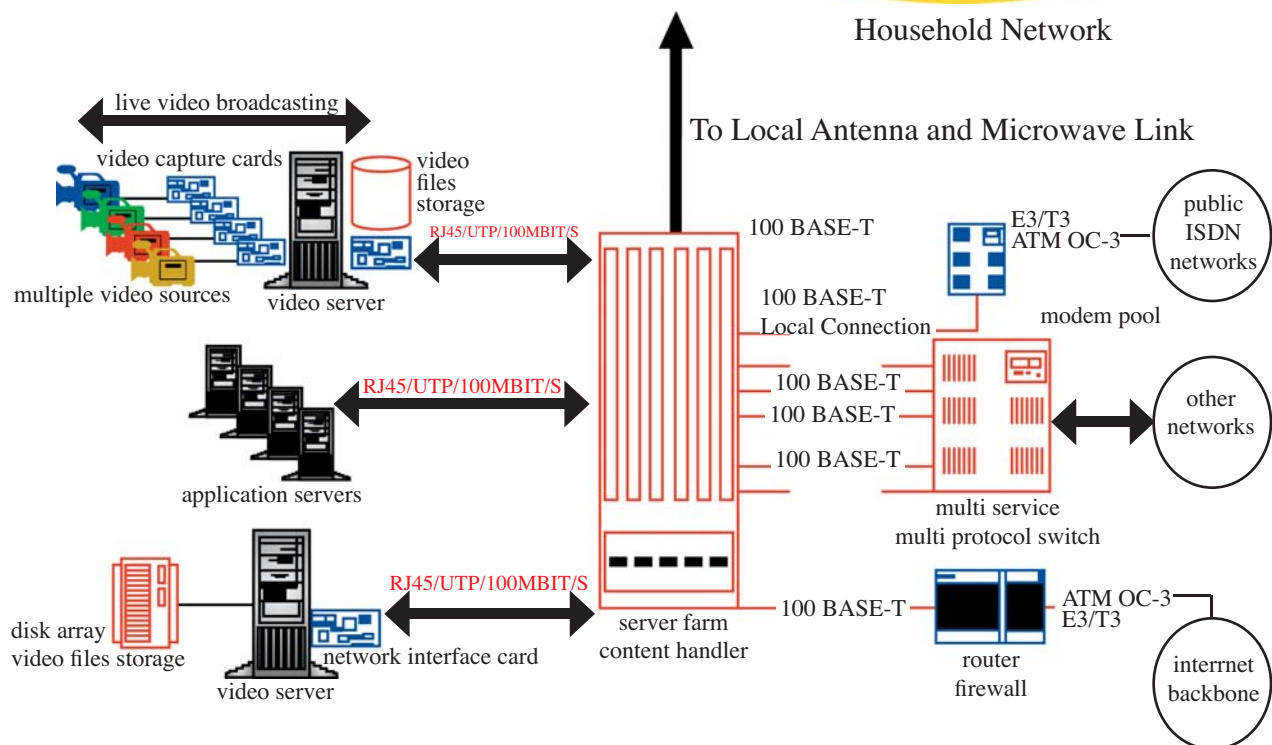 Household Network
To Local Antenna and Microwave Link
live video broadcasting
video capture cards
video
files
storage
multiple video sources
video server
RJ45/UTP/100MBIT/S
100 BASE-T
E3/T3
ATM OC-3
public
ISDN
networks
100 BASE-T
Local Connection
modem pool
RJ45/UTP/100MBIT/S
application servers
100 BASE-T
100 BASE-T
100 BASE-T
other
networks
multi service
multi protocol switch
disk array
video files storage
video server
network interface card
RJ45/UTP/100MBIT/S
server farm
content handler
100 BASE-T
router
firewall
ATM OC-3
E3/T3
interrnet
backbone